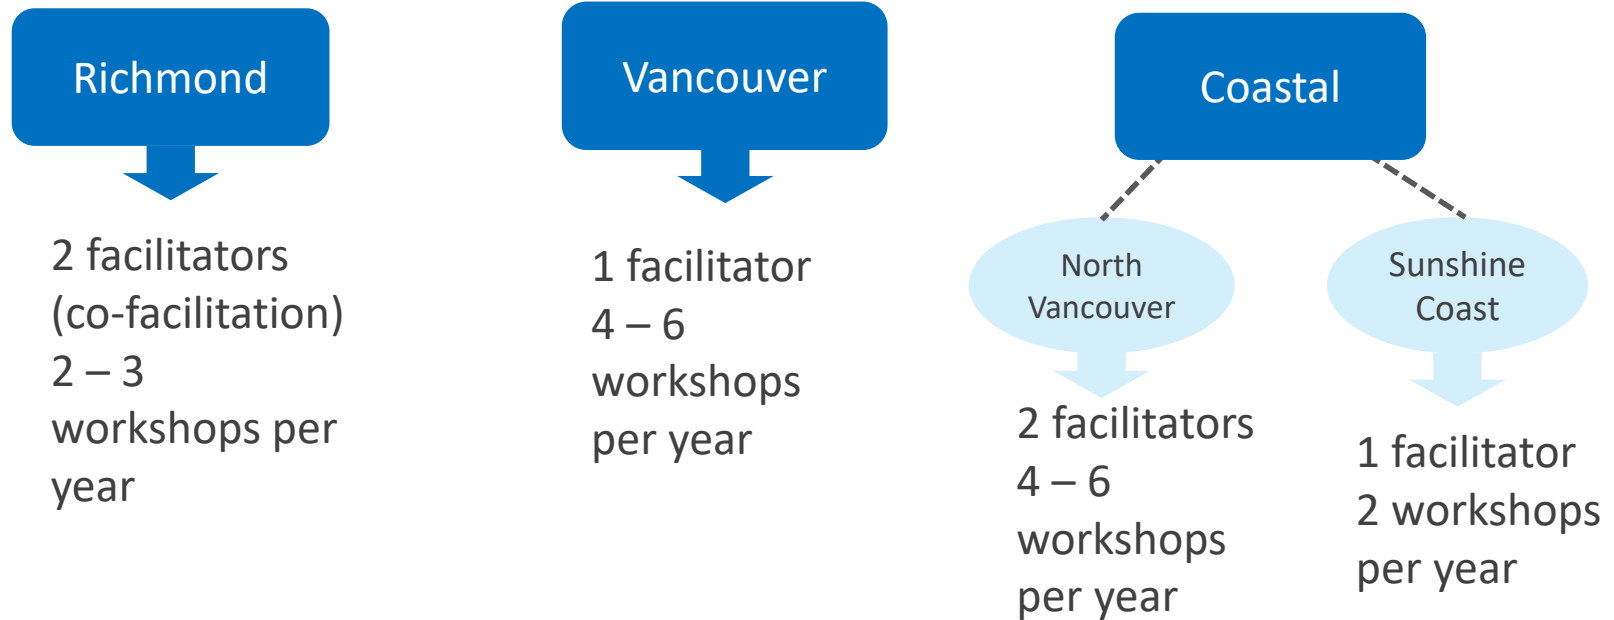 Richmond
2 facilitators
(co-facilitation)
2 – 3
workshops per
year
Vancouver
1 facilitator
4 – 6
workshops
per year
Coastal
North
Vancouver
2 facilitators
4 – 6
workshops
per year
Sunshine
Coast
1 facilitator
2 workshops
per year